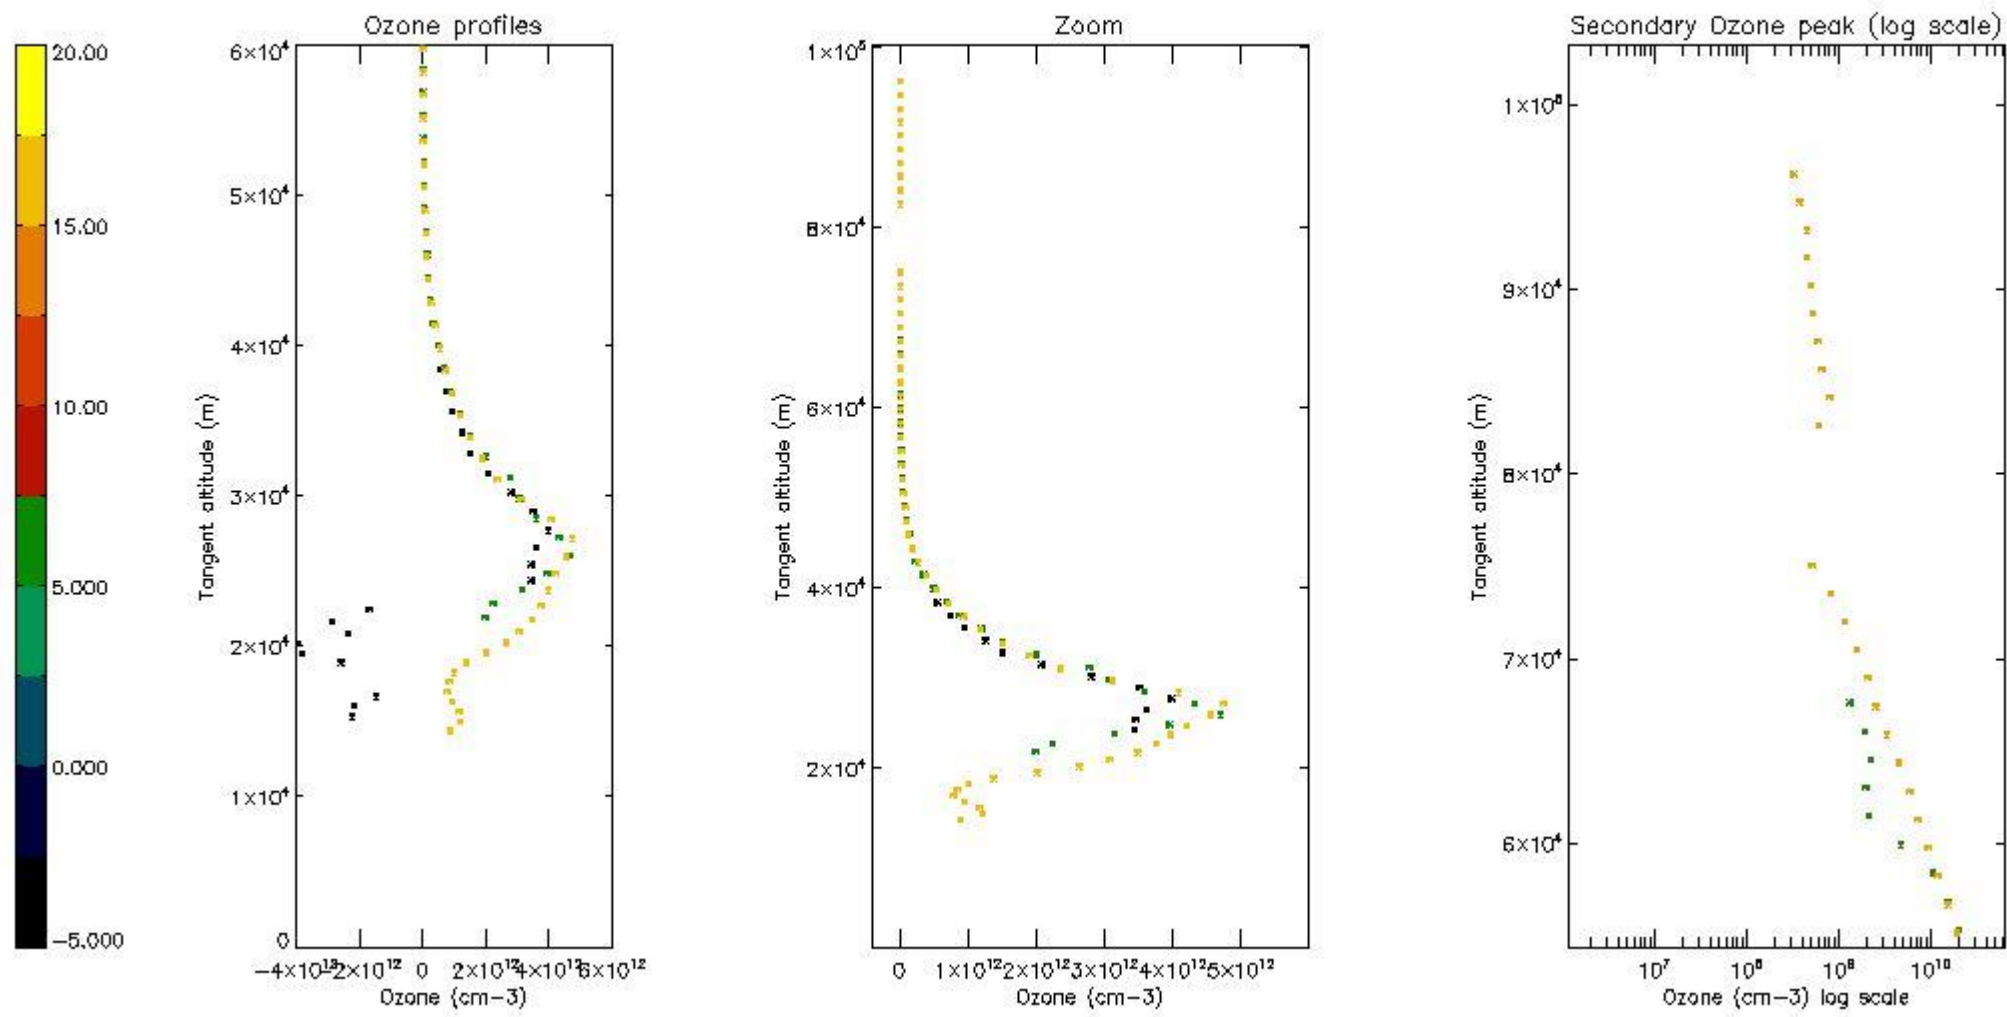 Ozone profiles
Zoom
Secondary Ozone peak (log scale)
20.00
15.00
10.00
5.000
0.000
-5.000
6×10⁴
5×10⁴
4×10⁴
3×10⁴
2×10⁴
1×10⁴
0
Tangent altitude (m)
2×10¹² 0 2×10¹² 4×10¹² 6×10¹²
Ozone (cm-3)
1×10⁵
8×10⁴
6×10⁴
4×10⁴
2×10⁴
Tangent altitude (m)
0 1×10¹² 2×10¹² 3×10¹² 4×10¹² 5×10¹²
Ozone (cm-3)
9×10⁴
8×10⁴
7×10⁴
6×10⁴
Tangent altitude (m)
10⁷ 10¹⁰
Ozone (cm-3) log scale